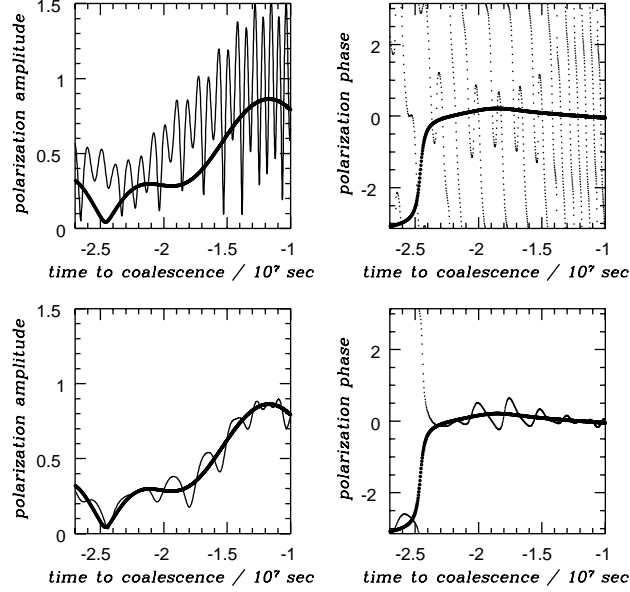 polarization amplitude
1.5
1
0.5
0
-2.5 -2 -1.5 -1
time to coalescence / 10⁷ sec
polarization phase
2
0
-2
-2.5 -2 -1.5 -1
time to coalescence / 10⁷ sec
polarization amplitude
1.5
1
0.5
0
-2.5 -2 -1.5 -1
time to coalescence / 10⁷ sec
polarization phase
2
0
-2
-2.5 -2 -1.5 -1
time to coalescence / 10⁷ sec